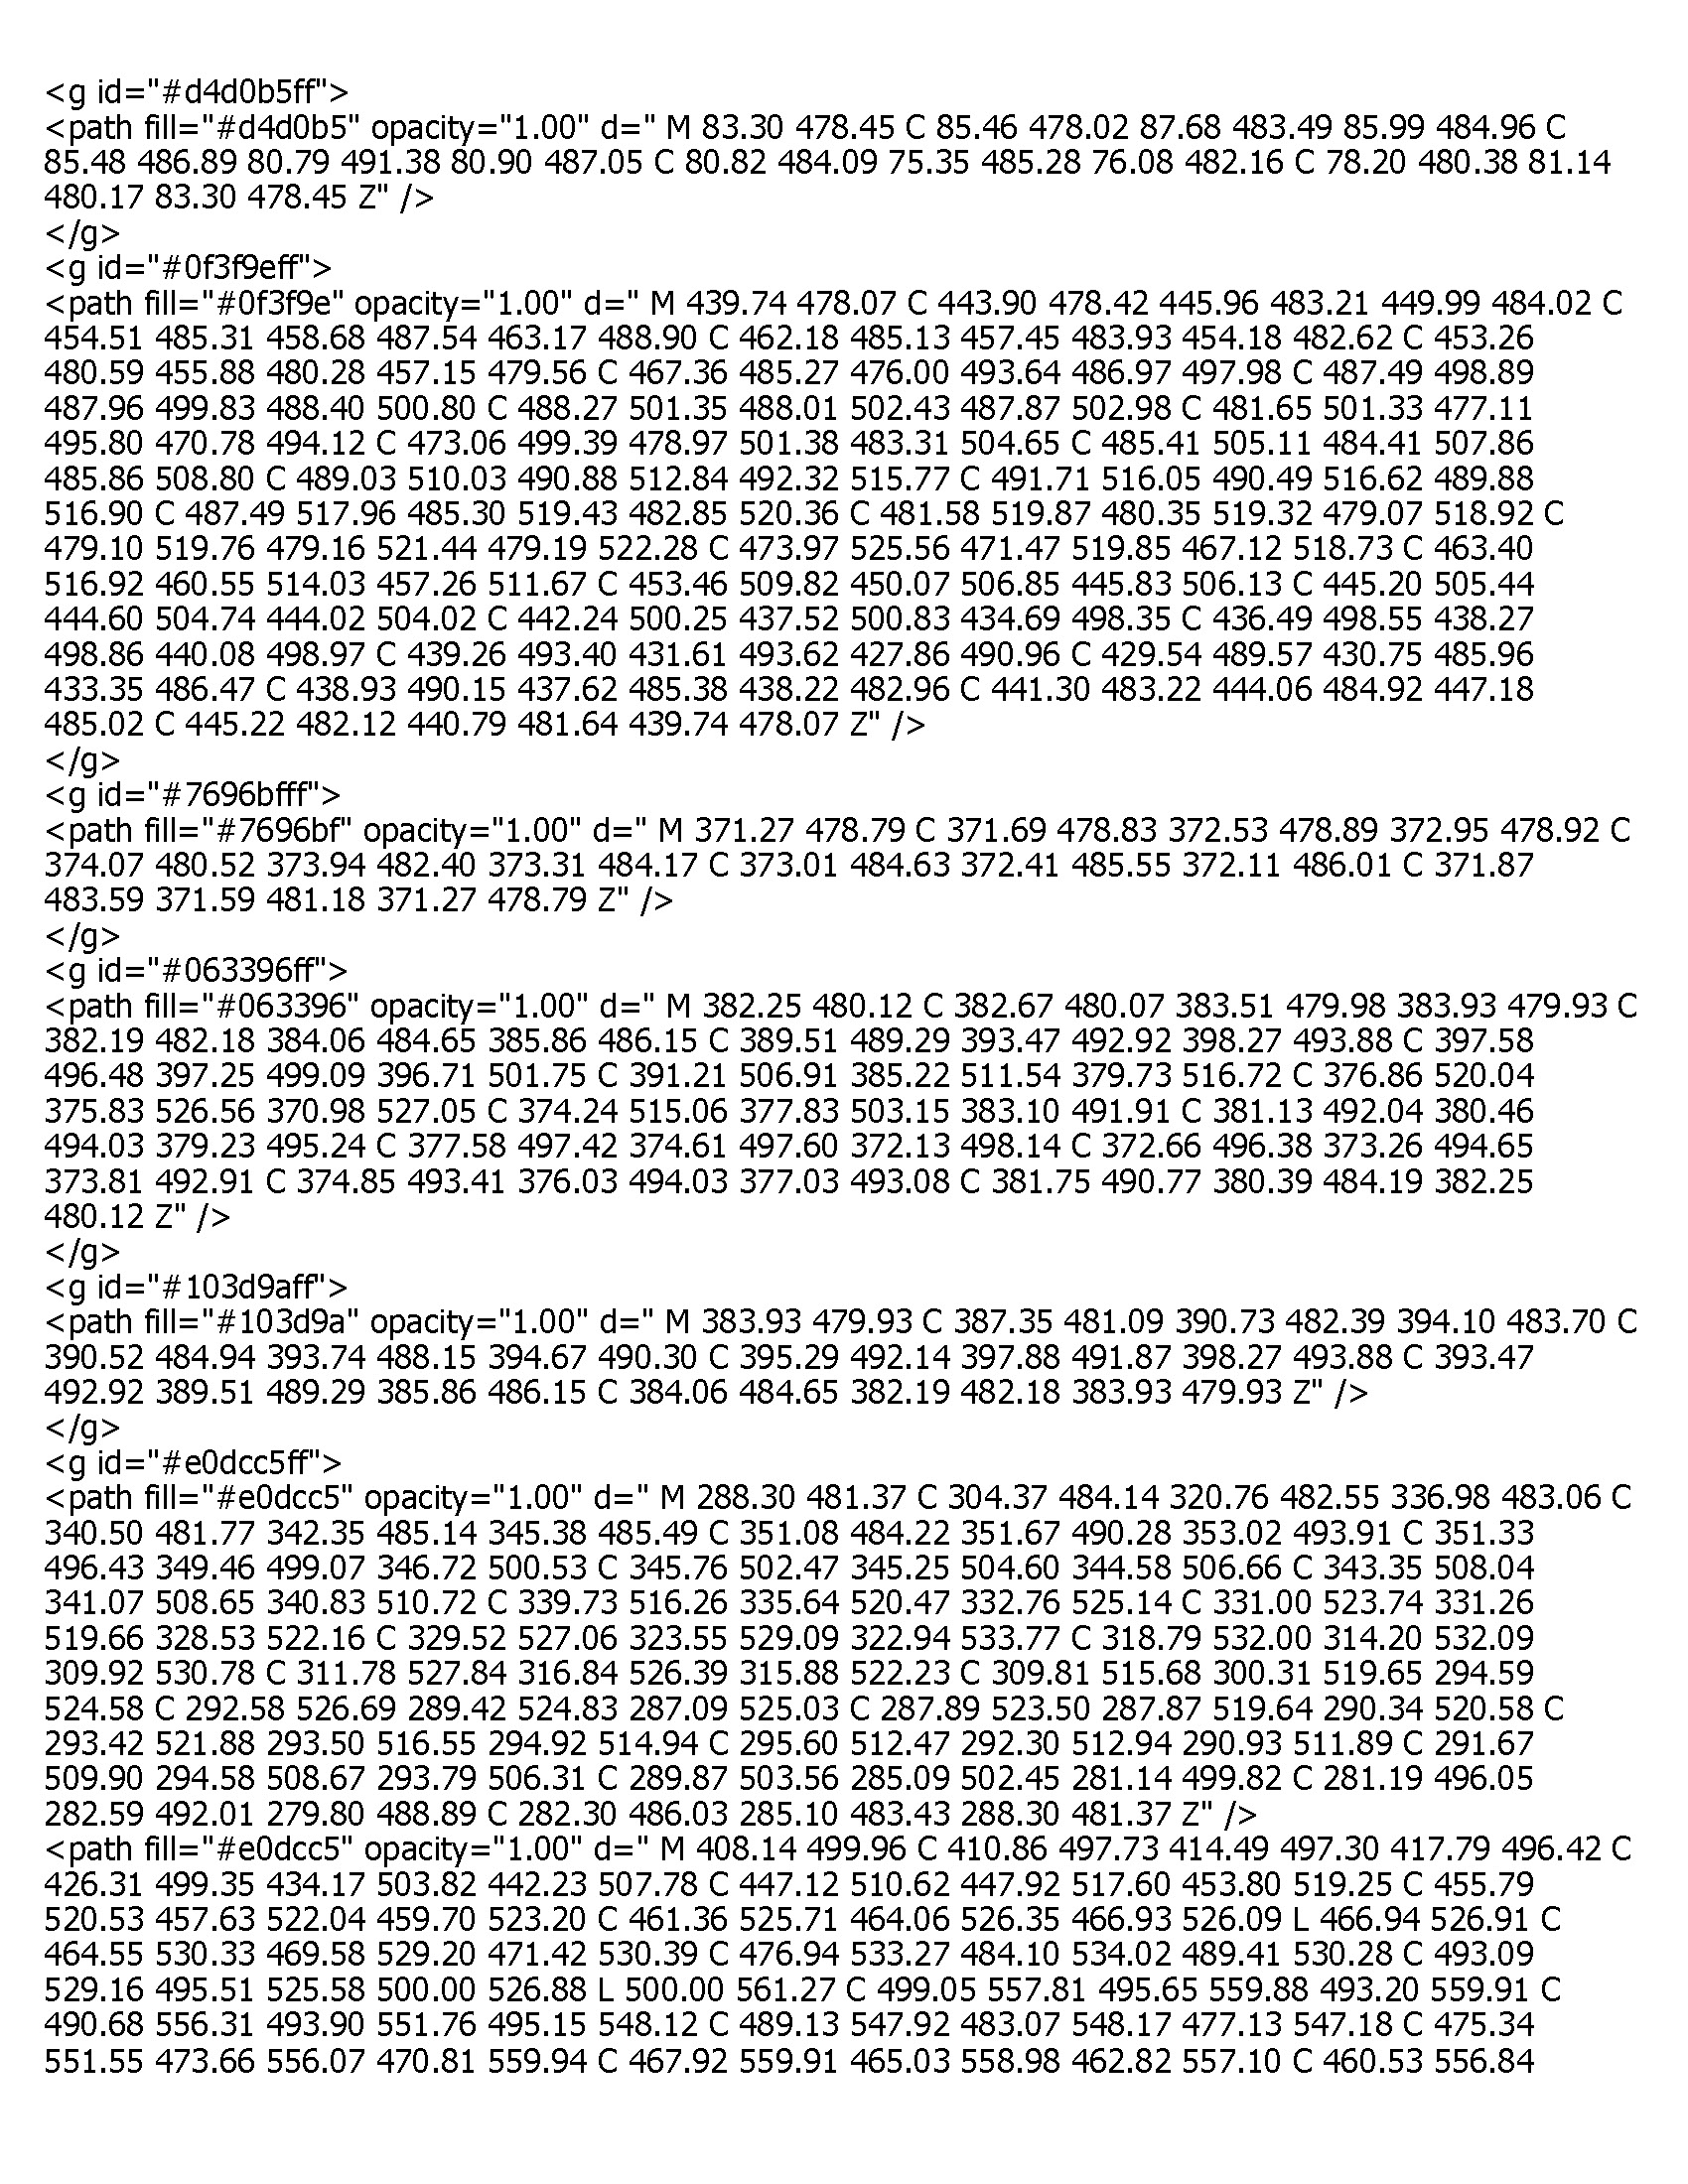 <g id="#d4d0b5ff">
<path fill="#d4d0b5" opacity="1.00" d=" M 83.30 478.45 C 85.46 478.02 87.68 483.49 85.99 484.96 C
85.48 486.89 80.79 491.38 80.90 487.05 C 80.82 484.09 75.35 485.28 76.08 482.16 C 78.20 480.38 81.14
480.17 83.30 478.45 Z" />
</g>
<g id="#0f3f9eff">
<path fill="#0f3f9e" opacity="1.00" d=" M 439.74 478.07 C 443.90 478.42 445.96 483.21 449.99 484.02 C
454.51 485.31 458.68 487.54 463.17 488.90 C 462.18 485.13 457.45 483.93 454.18 482.62 C 453.26
480.59 455.88 480.28 457.15 479.56 C 467.36 485.27 476.00 493.64 486.97 497.98 C 487.49 498.89
487.96 499.83 488.40 500.80 C 488.27 501.35 488.01 502.43 487.87 502.98 C 481.65 501.33 477.11
495.80 470.78 494.12 C 473.06 499.39 478.97 501.38 483.31 504.65 C 485.41 505.11 484.41 507.86
485.86 508.80 C 489.03 510.03 490.88 512.84 492.32 515.77 C 491.71 516.05 490.49 516.62 489.88
516.90 C 487.49 517.96 485.30 519.43 482.85 520.36 C 481.58 519.87 480.35 519.32 479.07 518.92 C
479.10 519.76 479.16 521.44 479.19 522.28 C 473.97 525.56 471.47 519.85 467.12 518.73 C 463.40
516.92 460.55 514.03 457.26 511.67 C 453.46 509.82 450.07 506.85 445.83 506.13 C 445.20 505.44
444.60 504.74 444.02 504.02 C 442.24 500.25 437.52 500.83 434.69 498.35 C 436.49 498.55 438.27
498.86 440.08 498.97 C 439.26 493.40 431.61 493.62 427.86 490.96 C 429.54 489.57 430.75 485.96
433.35 486.47 C 438.93 490.15 437.62 485.38 438.22 482.96 C 441.30 483.22 444.06 484.92 447.18
485.02 C 445.22 482.12 440.79 481.64 439.74 478.07 Z" />
</g>
<g id="#7696bfff">
<path fill="#7696bf" opacity="1.00" d=" M 371.27 478.79 C 371.69 478.83 372.53 478.89 372.95 478.92 C
374.07 480.52 373.94 482.40 373.31 484.17 C 373.01 484.63 372.41 485.55 372.11 486.01 C 371.87
483.59 371.59 481.18 371.27 478.79 Z" />
</g>
<g id="#063396ff">
<path fill="#063396" opacity="1.00" d=" M 382.25 480.12 C 382.67 480.07 383.51 479.98 383.93 479.93 C
382.19 482.18 384.06 484.65 385.86 486.15 C 389.51 489.29 393.47 492.92 398.27 493.88 C 397.58
496.48 397.25 499.09 396.71 501.75 C 391.21 506.91 385.22 511.54 379.73 516.72 C 376.86 520.04
375.83 526.56 370.98 527.05 C 374.24 515.06 377.83 503.15 383.10 491.91 C 381.13 492.04 380.46
494.03 379.23 495.24 C 377.58 497.42 374.61 497.60 372.13 498.14 C 372.66 496.38 373.26 494.65
373.81 492.91 C 374.85 493.41 376.03 494.03 377.03 493.08 C 381.75 490.77 380.39 484.19 382.25
480.12 Z" />
</g>
<g id="#103d9aff">
<path fill="#103d9a" opacity="1.00" d=" M 383.93 479.93 C 387.35 481.09 390.73 482.39 394.10 483.70 C
390.52 484.94 393.74 488.15 394.67 490.30 C 395.29 492.14 397.88 491.87 398.27 493.88 C 393.47
492.92 389.51 489.29 385.86 486.15 C 384.06 484.65 382.19 482.18 383.93 479.93 Z" />
</g>
<g id="#e0dcc5ff">
<path fill="#e0dcc5" opacity="1.00" d=" M 288.30 481.37 C 304.37 484.14 320.76 482.55 336.98 483.06 C
340.50 481.77 342.35 485.14 345.38 485.49 C 351.08 484.22 351.67 490.28 353.02 493.91 C 351.33
496.43 349.46 499.07 346.72 500.53 C 345.76 502.47 345.25 504.60 344.58 506.66 C 343.35 508.04
341.07 508.65 340.83 510.72 C 339.73 516.26 335.64 520.47 332.76 525.14 C 331.00 523.74 331.26
519.66 328.53 522.16 C 329.52 527.06 323.55 529.09 322.94 533.77 C 318.79 532.00 314.20 532.09
309.92 530.78 C 311.78 527.84 316.84 526.39 315.88 522.23 C 309.81 515.68 300.31 519.65 294.59
524.58 C 292.58 526.69 289.42 524.83 287.09 525.03 C 287.89 523.50 287.87 519.64 290.34 520.58 C
293.42 521.88 293.50 516.55 294.92 514.94 C 295.60 512.47 292.30 512.94 290.93 511.89 C 291.67
509.90 294.58 508.67 293.79 506.31 C 289.87 503.56 285.09 502.45 281.14 499.82 C 281.19 496.05
282.59 492.01 279.80 488.89 C 282.30 486.03 285.10 483.43 288.30 481.37 Z" />
<path fill="#e0dcc5" opacity="1.00" d=" M 408.14 499.96 C 410.86 497.73 414.49 497.30 417.79 496.42 C
426.31 499.35 434.17 503.82 442.23 507.78 C 447.12 510.62 447.92 517.60 453.80 519.25 C 455.79
520.53 457.63 522.04 459.70 523.20 C 461.36 525.71 464.06 526.35 466.93 526.09 L 466.94 526.91 C
464.55 530.33 469.58 529.20 471.42 530.39 C 476.94 533.27 484.10 534.02 489.41 530.28 C 493.09
529.16 495.51 525.58 500.00 526.88 L 500.00 561.27 C 499.05 557.81 495.65 559.88 493.20 559.91 C
490.68 556.31 493.90 551.76 495.15 548.12 C 489.13 547.92 483.07 548.17 477.13 547.18 C 475.34
551.55 473.66 556.07 470.81 559.94 C 467.92 559.91 465.03 558.98 462.82 557.10 C 460.53 556.84